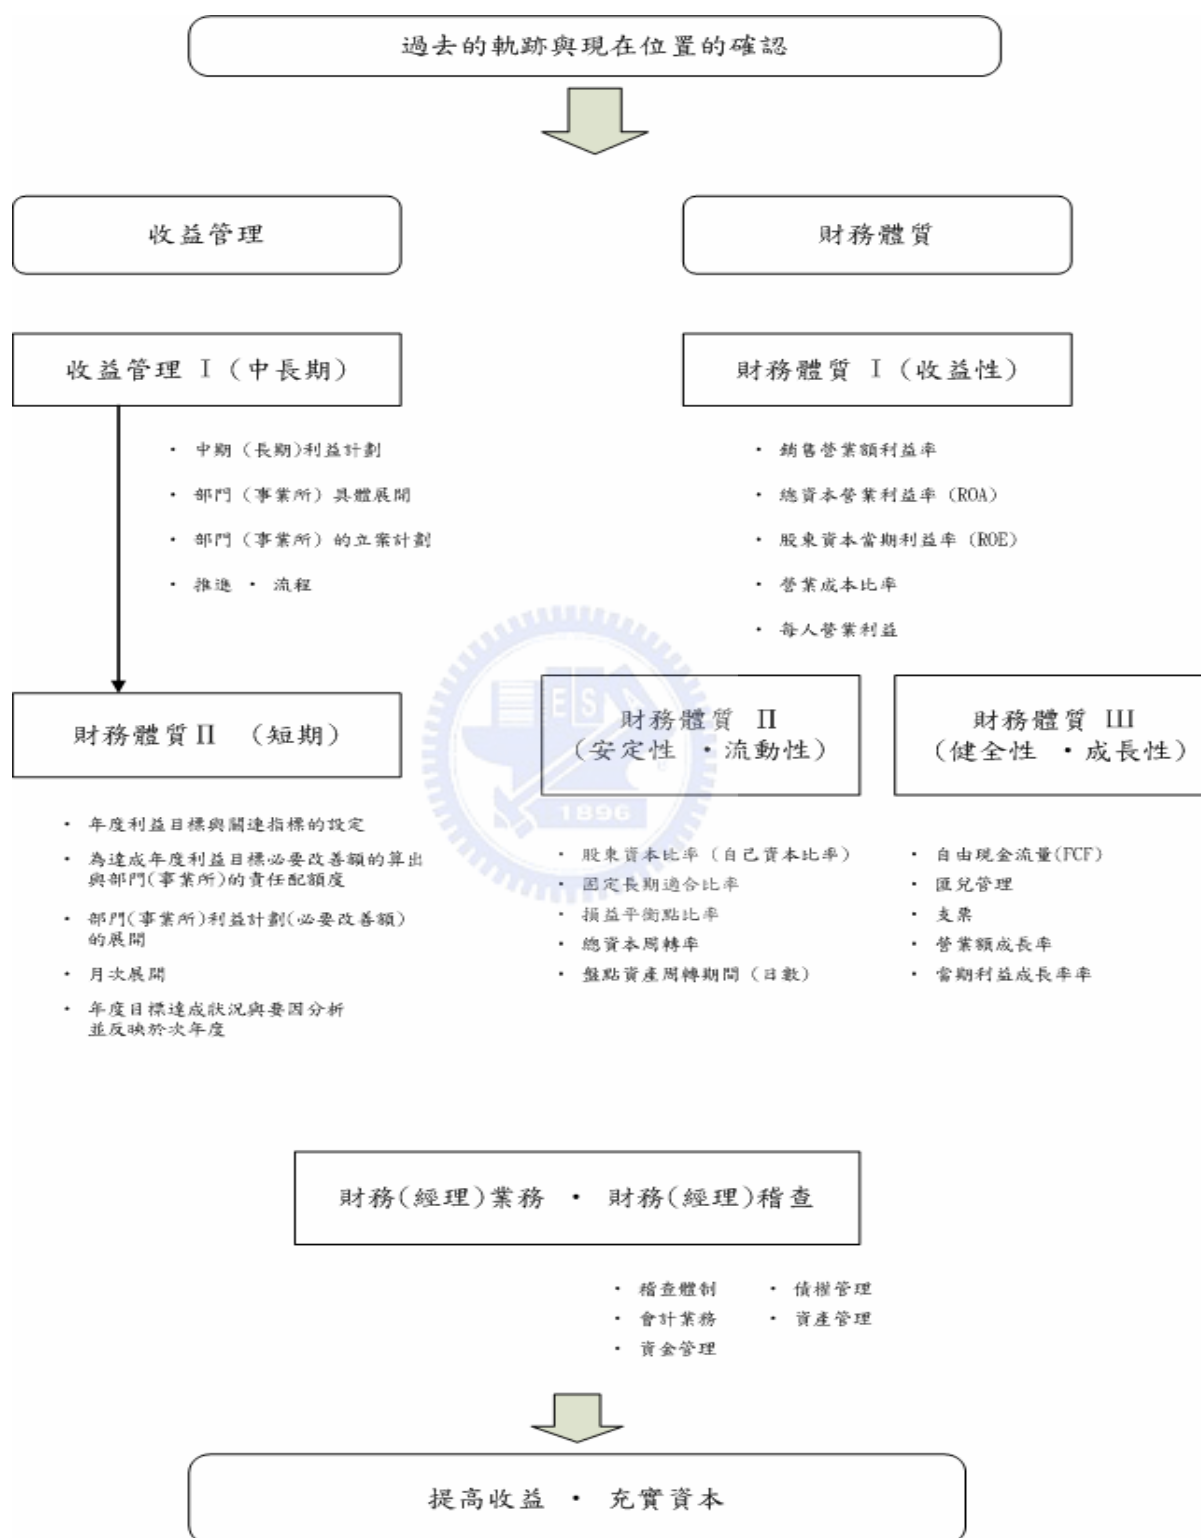 過去的軌跡與現在位置的確認
收益管理
財務體質
收益管理 I（中長期）
財務體質 I（收益性）
・ 中期（長期)利益計劃
・ 部門（事業所）具體展開
・ 部門（事業所）的立案計劃
・ 推進 ・ 流程
・ 銷售營業額利益率
・ 總資本營業利益率（ROA）
・ 股東資本當期利益率（ROE）
・ 營業成本比率
・ 每人營業利益
財務體質II （短期）
財務體質 II
（安定性 ・流動性）
財務體質 III
（健全性 ・成長性）
ES
1896
・ 年度利益目標與關連指標的設定
・ 為達成年度利益目標必要改善額的算出
與部門(事業所)的責任配額度
・ 部門(事業所)利益計劃(必要改善額)
的展開
・ 月次展開
・ 年度目標達成狀況與要因分析
並反映於次年度
・ 股東資本比率（自己資本比率）
・ 固定長期適合比率
・ 損益平衡點比率
・ 總資本周轉率
・ 盤點資產周轉期間（日數）
・ 自由現金流量(FCF)
・ 匯兌管理
・ 支票
・ 營業額成長率
・ 當期利益成長率率
財務(經理)業務 ・ 財務(經理)稽查
・ 稽查體制
・ 會計業務
・ 資金管理
・ 債權管理
・ 資產管理
提高收益 ・ 充實資本